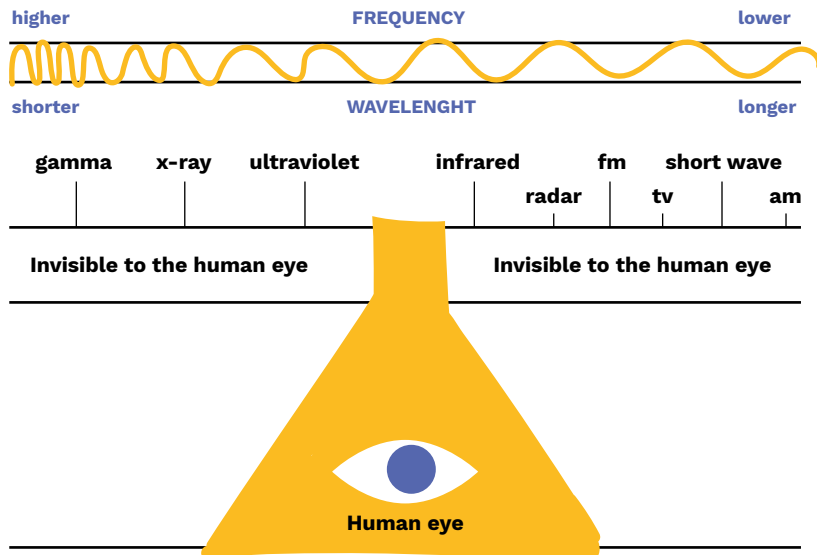 higher FREQUENCY lower
shorter WAVELENGHT longer
gamma x-ray ultraviolet infrared fm short wave
radar tv am
Invisible to the human eye Invisible to the human eye
Human eye